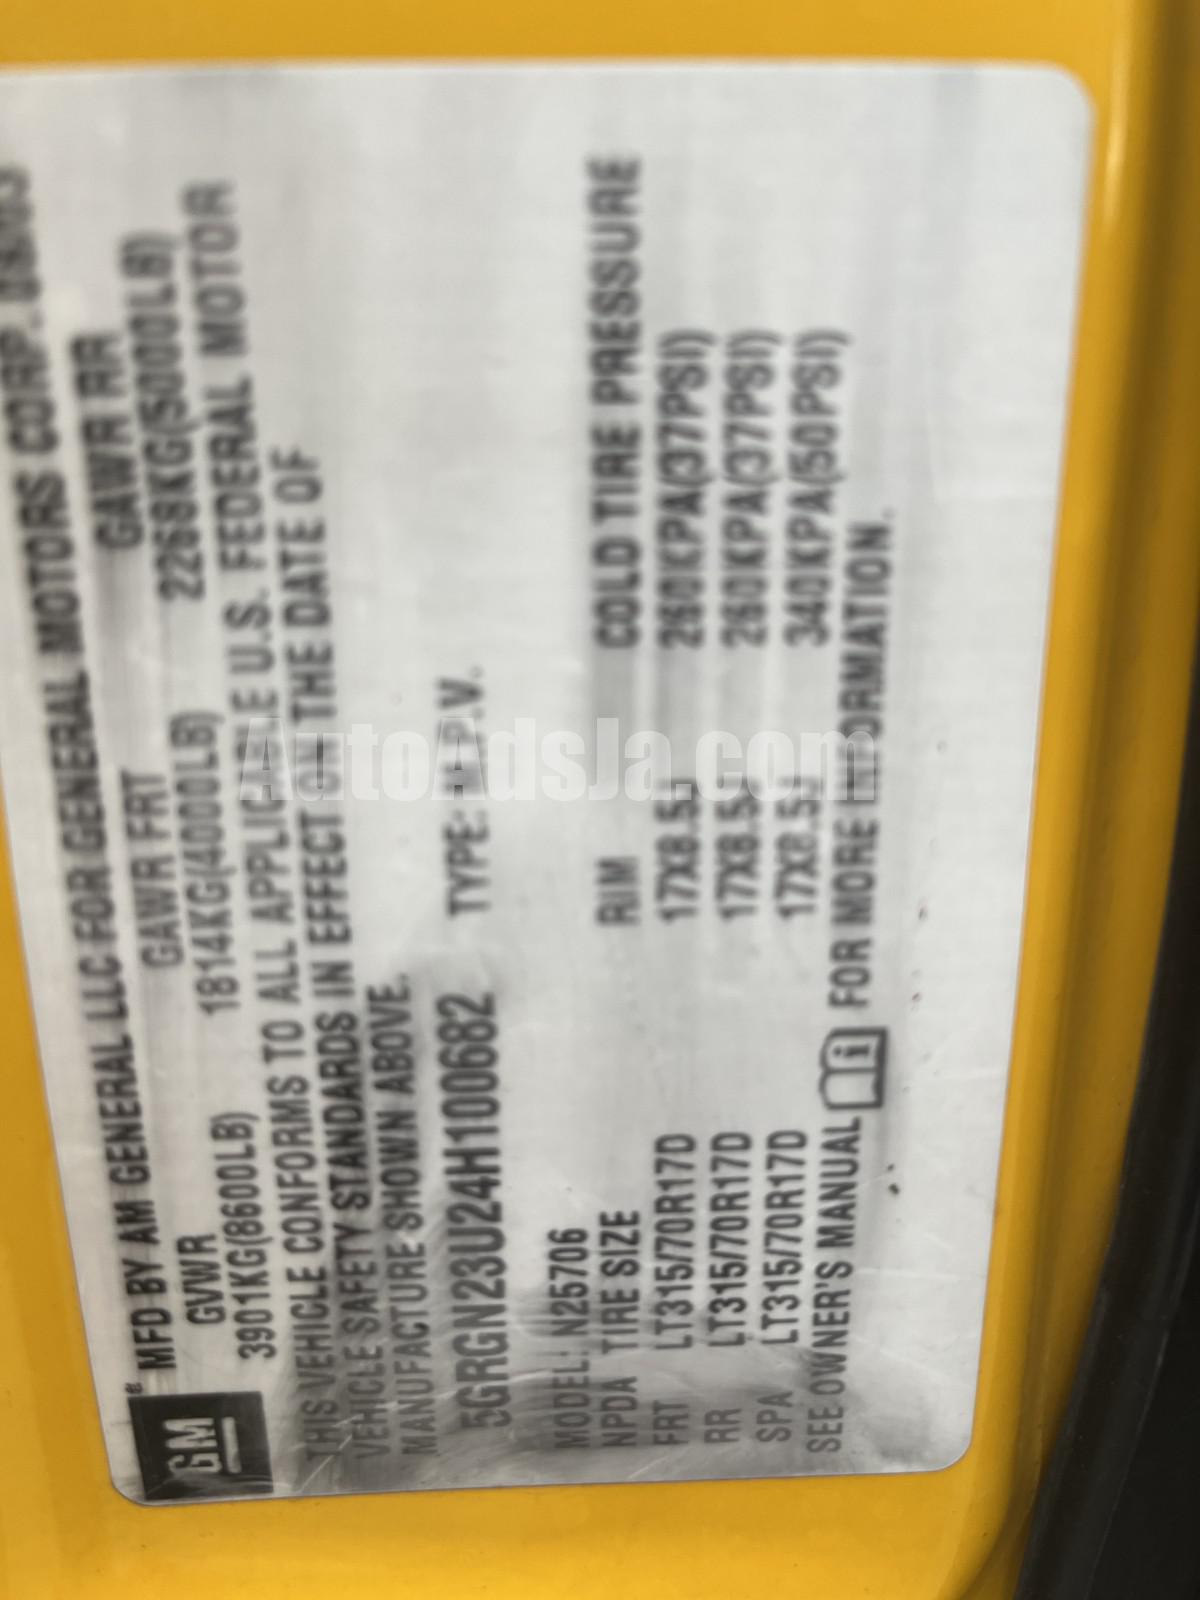 GM
MFD BY AM GENERAL LLC FOR GENERAL MOTORS CORP.
GVWR GAWR FRT GAWR RR
3901KG(8600LB) 1814KG(4000LB) 2268KG(5000LB)
THIS VEHICLE CONFORMS TO ALL APPLICABLE U.S. FEDERAL MOTOR
VEHICLE SAFETY STANDARDS IN EFFECT ON THE DATE OF
MANUFACTURE SHOWN ABOVE.
5GRGN23U24H100682 TYPE: M.P.V.
MODEL: N25706
NPDA TIRE SIZE RIM COLD TIRE PRESSURE
FRT LT315/70R17D 17X8.5J 260KPA(37PSI)
RR LT315/70R17D 17X8.5J 260KPA(37PSI)
SPA LT315/70R17D 17X8.5J 340KPA(50PSI)
SEE OWNER'S MANUAL i FOR MORE INFORMATION.
AutoAdsJa.com